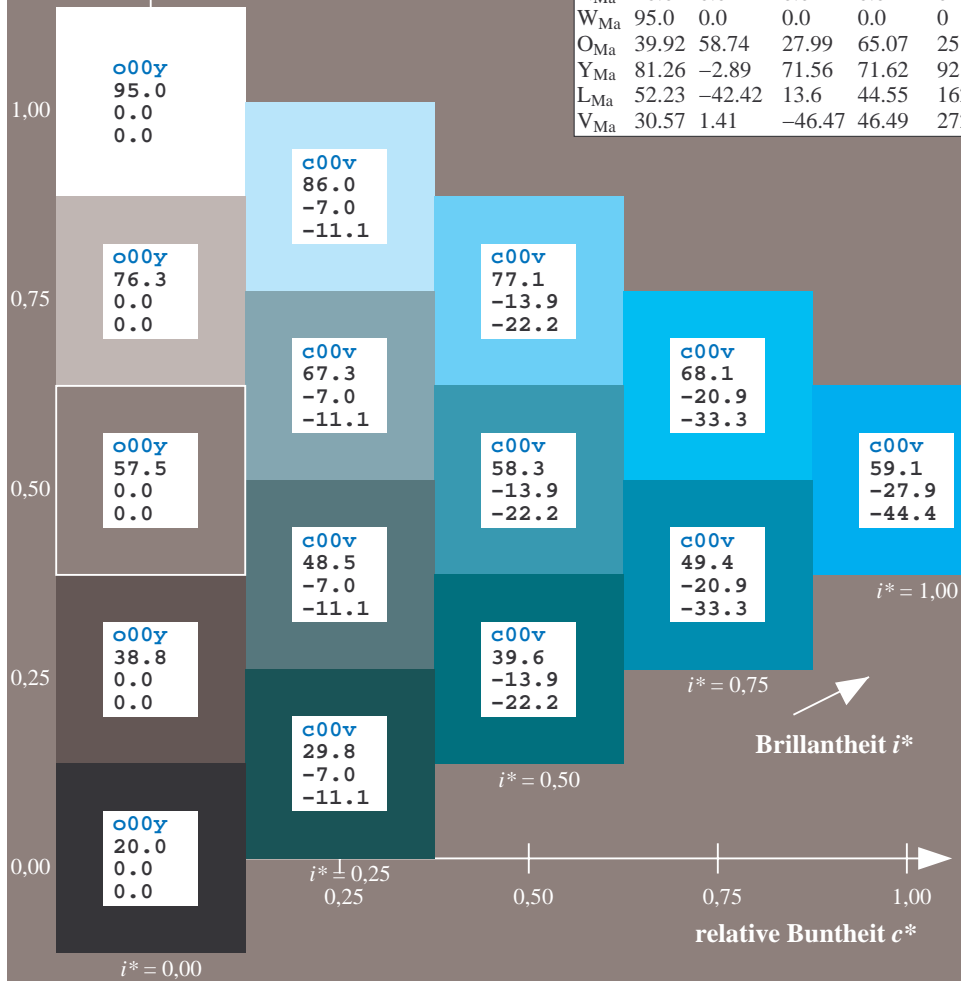 W_Ma 95.0 0.0 0.0 0.0 0
O_Ma 39.92 58.74 27.99 65.07 25
Y_Ma 81.26 −2.89 71.56 71.62 92
L_Ma 52.23 −42.42 13.6 44.55
V_Ma 30.57 1.41 −46.47 46.49
o00y
95.0
0.0
0.0
1,00
c00v
86.0
-7.0
-11.1
o00y
76.3
0.0
0.0
0,75
c00v
77.1
-13.9
-22.2
c00v
67.3
-7.0
-11.1
c00v
68.1
-20.9
-33.3
o00y
57.5
0.0
0.0
0,50
c00v
58.3
-13.9
-22.2
c00v
59.1
-27.9
-44.4
i* = 1,00
c00v
48.5
-7.0
-11.1
c00v
49.4
-20.9
-33.3
i* = 0,75
o00y
38.8
0.0
0.0
0,25
c00v
39.6
-13.9
-22.2
i* = 0,50
Brillantheit i*
c00v
29.8
-7.0
-11.1
i* = 0,25
o00y
20.0
0.0
0.0
0,00
i* = 0,00
0,25 0,50 0,75 1,00
relative Buntheit c*